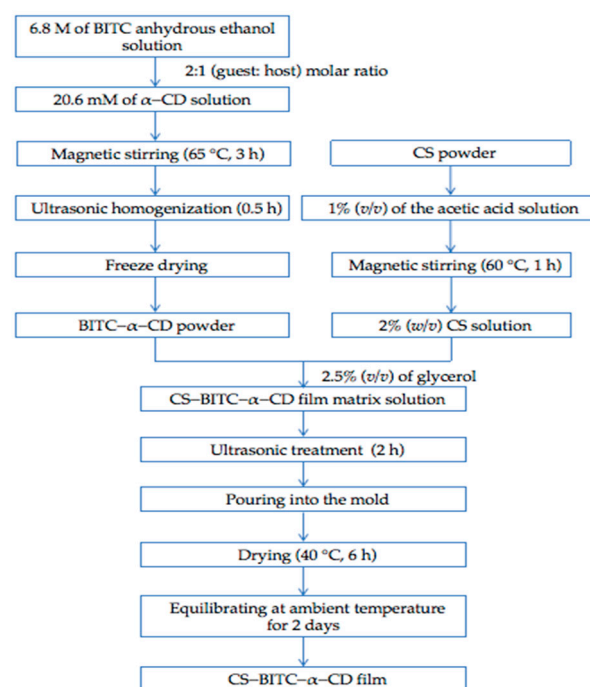 6.8 M of BITC anhydrous ethanol
solution
2:1 (guest: host) molar ratio
20.6 mM of α–CD solution
Magnetic stirring (65 °C, 3 h)
CS powder
Ultrasonic homogenization (0.5 h)
1% (v/v) of the acetic acid solution
Freeze drying
Magnetic stirring (60 °C, 1 h)
BITC–α–CD powder
2% (w/v) CS solution
2.5% (v/v) of glycerol
CS–BITC–α–CD film matrix solution
Ultrasonic treatment (2 h)
Pouring into the mold
Drying (40 °C, 6 h)
Equilibrating at ambient temperature
for 2 days
CS–BITC–α–CD film